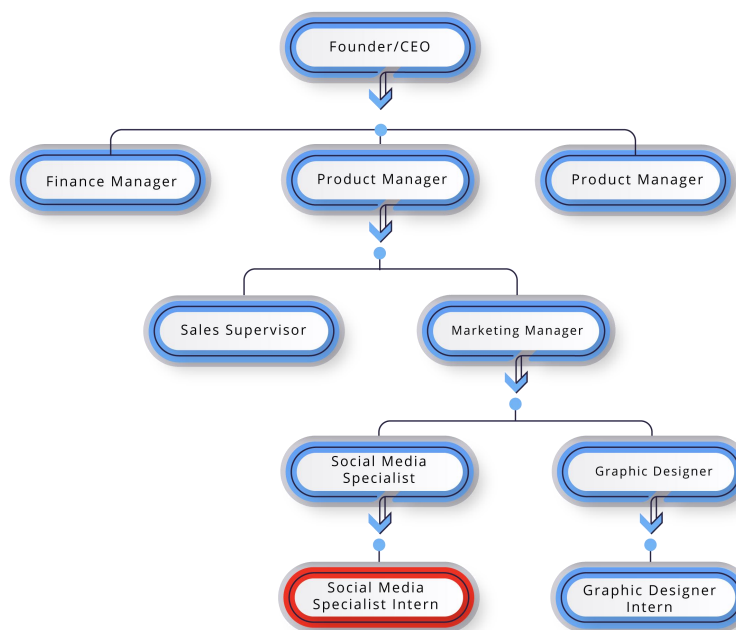 Founder/CEO
Finance Manager
Product Manager
Product Manager
Sales Supervisor
Marketing Manager
Social Media
Specialist
Graphic Designer
Social Media
Specialist Intern
Graphic Designer
Intern